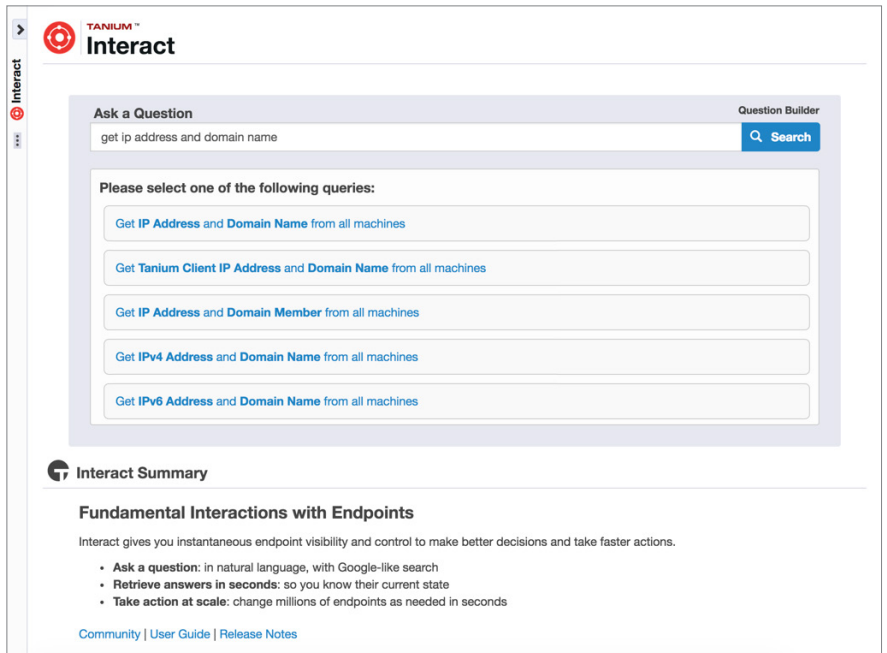 TANIUM™
Interact
Interact
Ask a Question
Question Builder
get ip address and domain name
Search
Please select one of the following queries:
Get IP Address and Domain Name from all machines
Get Tanium Client IP Address and Domain Name from all machines
Get IP Address and Domain Member from all machines
Get IPv4 Address and Domain Name from all machines
Get IPv6 Address and Domain Name from all machines
Interact Summary
Fundamental Interactions with Endpoints
Interact gives you instantaneous endpoint visibility and control to make better decisions and take faster actions.
• Ask a question: in natural language, with Google-like search
• Retrieve answers in seconds: so you know their current state
• Take action at scale: change millions of endpoints as needed in seconds
Community | User Guide | Release Notes